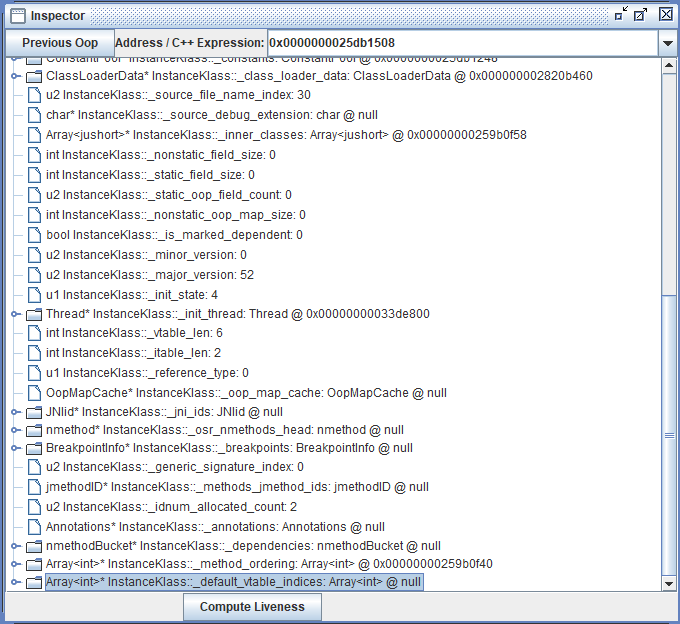 Inspector
Previous Oop Address / C++ Expression: 0x0000000025db1508
ConstantPool* InstanceKlass::_constants: ConstantPool @ 0x0000000025db1248
ClassLoaderData* InstanceKlass::_class_loader_data: ClassLoaderData @ 0x000000002820b460
u2 InstanceKlass::_source_file_name_index: 30
char* InstanceKlass::_source_debug_extension: char @ null
Array<jushort>* InstanceKlass::_inner_classes: Array<jushort> @ 0x00000000259b0f58
int InstanceKlass::_nonstatic_field_size: 0
int InstanceKlass::_static_field_size: 0
u2 InstanceKlass::_static_oop_field_count: 0
int InstanceKlass::_nonstatic_oop_map_size: 0
bool InstanceKlass::_is_marked_dependent: 0
u2 InstanceKlass::_minor_version: 0
u2 InstanceKlass::_major_version: 52
u1 InstanceKlass::_init_state: 4
Thread* InstanceKlass::_init_thread: Thread @ 0x00000000033de800
int InstanceKlass::_vtable_len: 6
int InstanceKlass::_itable_len: 2
u1 InstanceKlass::_reference_type: 0
OopMapCache* InstanceKlass::_oop_map_cache: OopMapCache @ null
JNIid* InstanceKlass::_jni_ids: JNIid @ null
nmethod* InstanceKlass::_osr_nmethods_head: nmethod @ null
BreakpointInfo* InstanceKlass::_breakpoints: BreakpointInfo @ null
u2 InstanceKlass::_generic_signature_index: 0
jmethodID* InstanceKlass::_methods_jmethod_ids: jmethodID @ null
u2 InstanceKlass::_idnum_allocated_count: 2
Annotations* InstanceKlass::_annotations: Annotations @ null
nmethodBucket* InstanceKlass::_dependencies: nmethodBucket @ null
Array<int>* InstanceKlass::_method_ordering: Array<int> @ 0x00000000259b0f40
Array<int>* InstanceKlass::_default_vtable_indices: Array<int> @ null
Compute Liveness